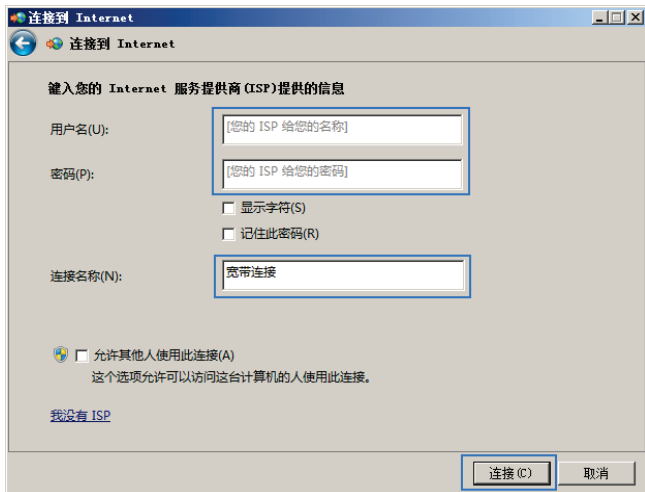 连接到 Internet
连接到 Internet
键入您的 Internet 服务提供商(ISP)提供的信息
用户名(U):
[您的 ISP 给您的名称]
密码(P):
[您的 ISP 给您的密码]
显示字符(S)
记住此密码(R)
连接名称(N):
宽带连接
允许其他人使用此连接(A)
这个选项允许可以访问这台计算机的人使用此连接。
我没有 ISP
连接(C)
取消